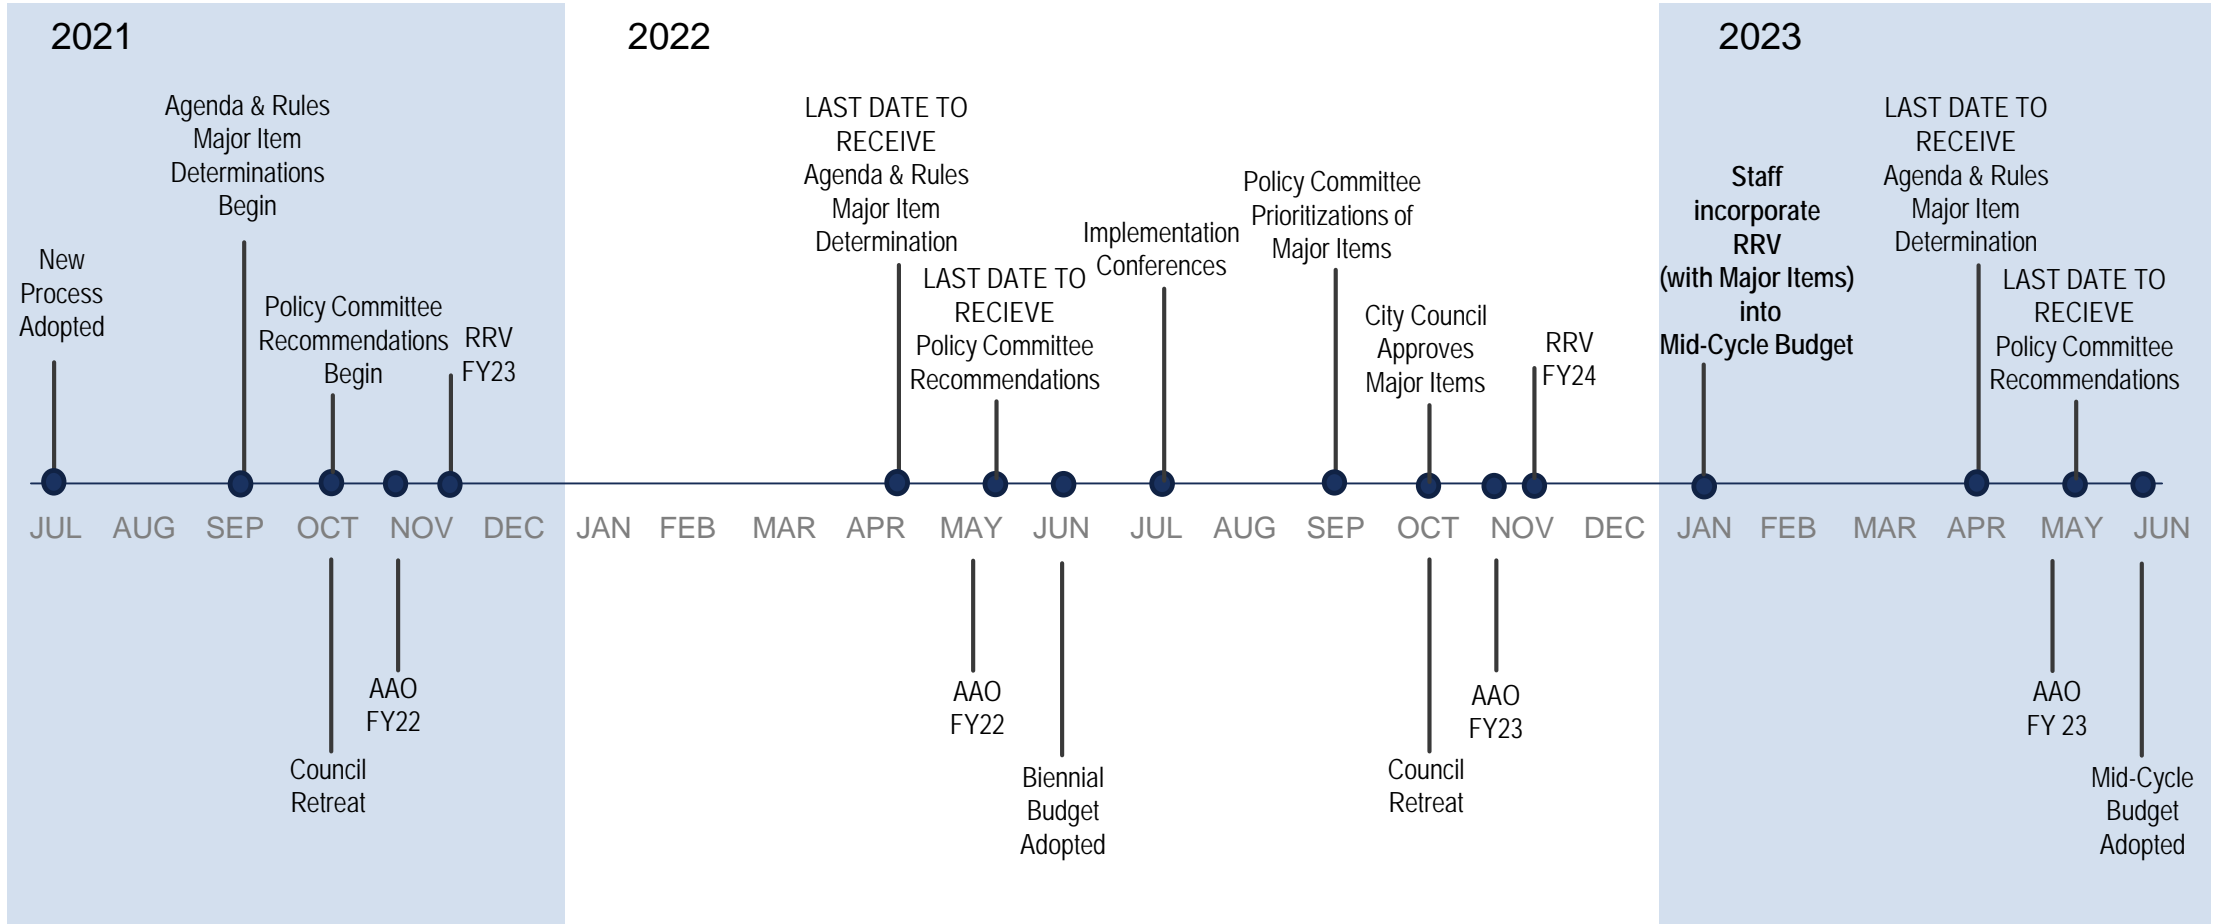 2021
2022
2023
New
Process
Adopted
Agenda & Rules
Major Item
Determinations
Begin
Policy Committee
Recommendations
Begin
RRV
FY23
LAST DATE TO
RECEIVE
Agenda & Rules
Major Item
Determination
LAST DATE TO
RECIEVE
Policy Committee
Recommendations
Implementation
Conferences
Policy Committee
Prioritizations of
Major Items
City Council
Approves
Major Items
RRV
FY24
Staff
incorporate
RRV
(with Major Items)
into
Mid-Cycle Budget
LAST DATE TO
RECEIVE
Agenda & Rules
Major Item
Determination
LAST DATE TO
RECIEVE
Policy Committee
Recommendations
JUL AUG SEP OCT NOV DEC JAN FEB MAR APR MAY JUN JUL AUG SEP OCT NOV DEC JAN FEB MAR APR MAY JUN
Council
Retreat
AAO
FY22
AAO
FY22
Biennial
Budget
Adopted
Council
Retreat
AAO
FY23
AAO
FY 23
Mid-Cycle
Budget
Adopted